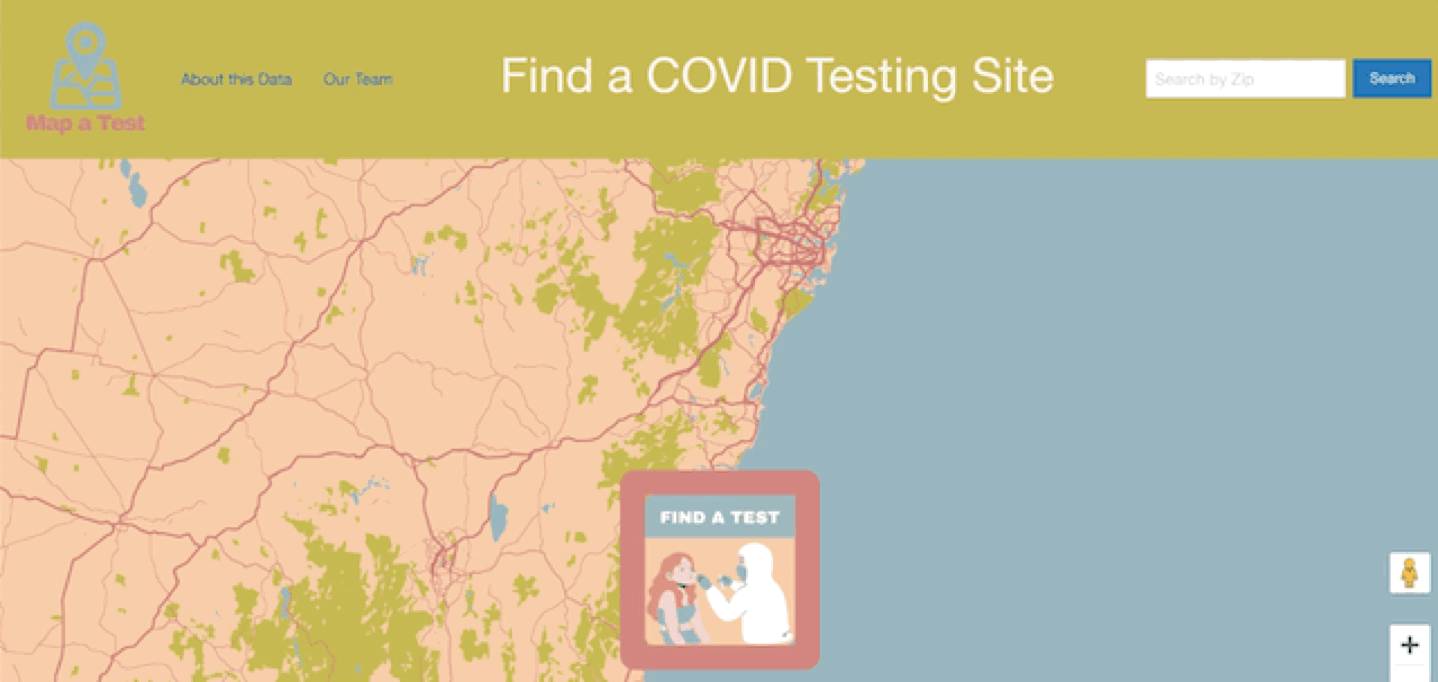 Map a Test
About this Data
Our Team
Find a COVID Testing Site
Search by Zip
Search
FIND A TEST